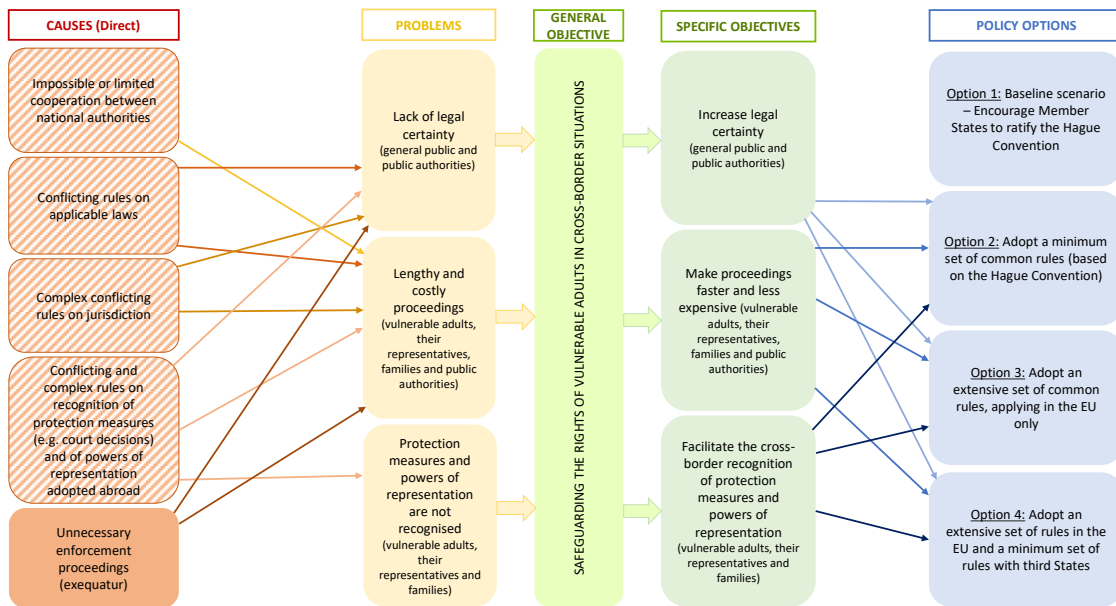 CAUSES (Direct)
Impossible or limited
cooperation between
national authorities
Conflicting rules on
applicable laws
Complex conflicting
rules on jurisdiction
Conflicting and
complex rules on
recognition of
protection measures
(e.g. court decisions)
and of powers of
representation
adopted abroad
Unnecessary
enforcement
proceedings
(exequatur)
PROBLEMS
Lack of legal
certainty
(general public and
public authorities)
Lengthy and
costly
proceedings
(vulnerable adults,
their
representatives,
families and public
authorities)
Protection
measures and
powers of
representation
are not
recognised
(vulnerable adults,
their
representatives and
families)
GENERAL
OBJECTIVE
SAFEGUARDING THE RIGHTS OF VULNERABLE ADULTS IN CROSS-BORDER SITUATIONS
SPECIFIC OBJECTIVES
Increase legal
certainty
(general public and
public authorities)
Make proceedings
faster and less
expensive (vulnerable
adults, their
representatives,
families and public
authorities)
Facilitate the cross-
border recognition
of protection
measures and
powers of
representation
(vulnerable adults, their
representatives and
families)
POLICY OPTIONS
Option 1: Baseline scenario
– Encourage Member
States to ratify the Hague
Convention
Option 2: Adopt a minimum
set of common rules (based
on the Hague Convention)
Option 3: Adopt an
extensive set of common
rules, applying in the EU
only
Option 4: Adopt an
extensive set of rules in the
EU and a minimum set of
rules with third States